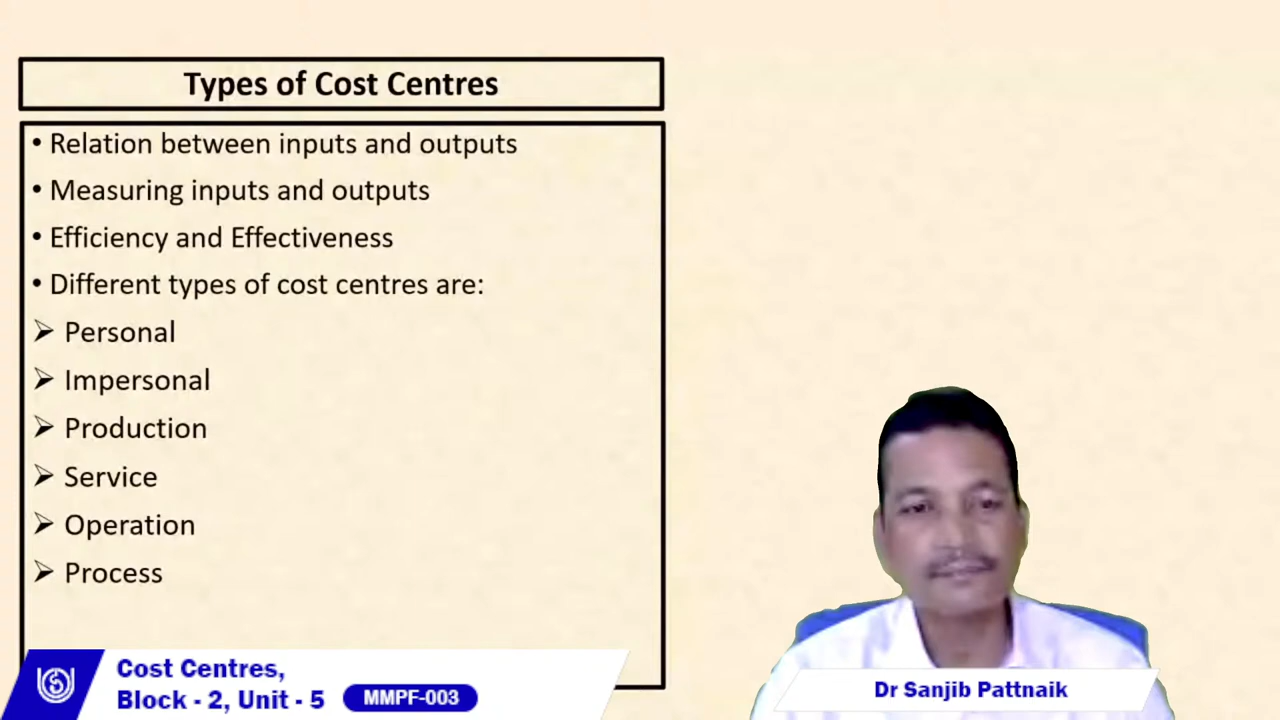 Types of Cost Centres
• Relation between inputs and outputs
• Measuring inputs and outputs
• Efficiency and Effectiveness
• Different types of cost centres are:
➢ Personal
➢ Impersonal
➢ Production
➢ Service
➢ Operation
➢ Process
Cost Centres,
Block - 2, Unit - 5 MMPF-003
Dr Sanjib Pattnaik